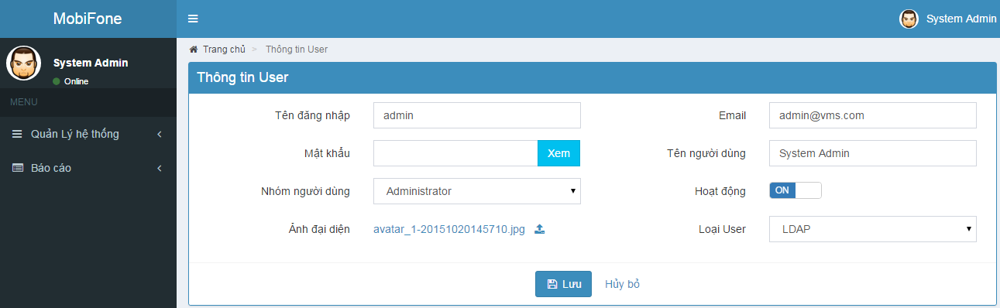 MobiFone
System Admin
System Admin
Online
MENU
Quản Lý hệ thống
Báo cáo
Trang chủ > Thông tin User
Thông tin User
Tên đăng nhập admin Email admin@vms.com
Mật khẩu Xem Tên người dùng System Admin
Nhóm người dùng Administrator Hoạt động ON
Ảnh đại diện avatar_1-20151020145710.jpg Loại User LDAP
Lưu Hủy bỏ